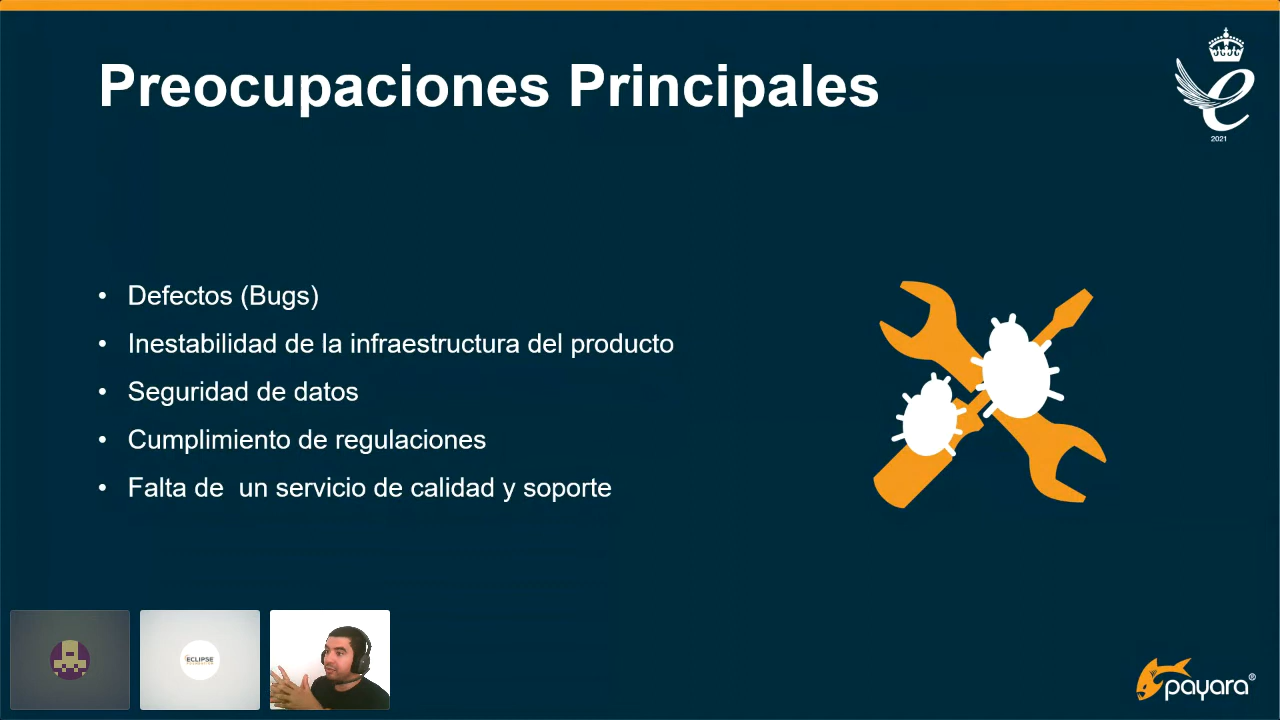 Preocupaciones Principales
2021
• Defectos (Bugs)
• Inestabilidad de la infraestructura del producto
• Seguridad de datos
• Cumplimiento de regulaciones
• Falta de  un servicio de calidad y soporte
ECLIPSE
FOUNDATION
payara®